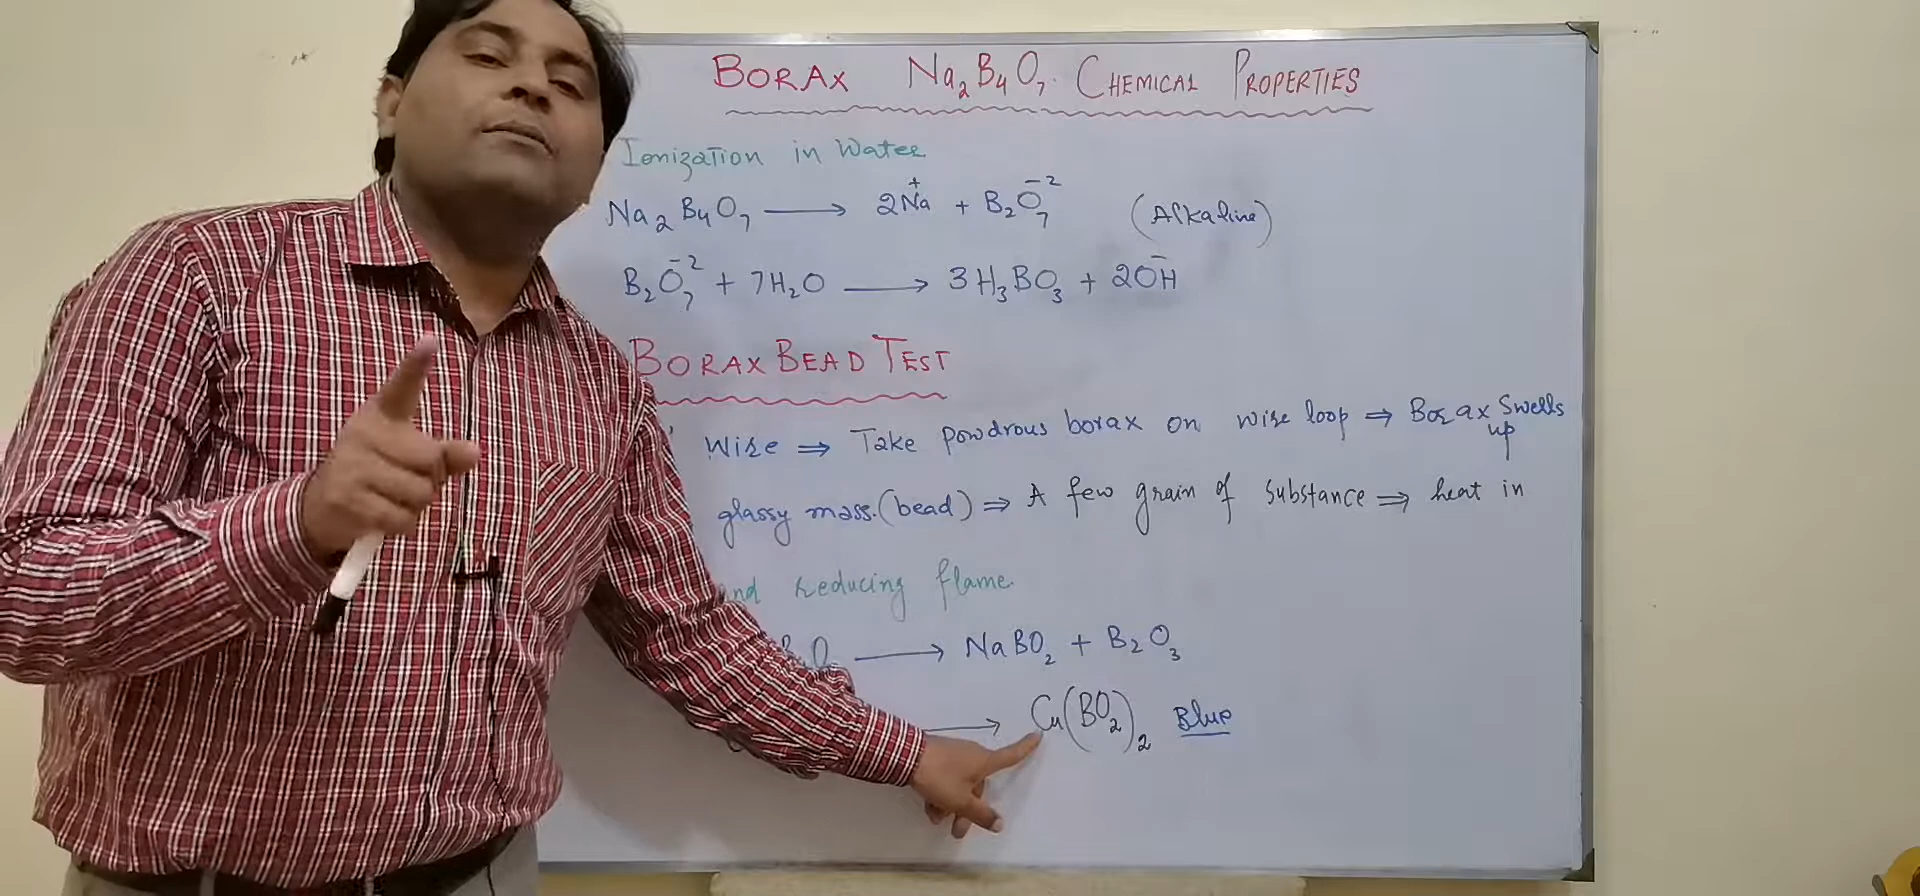 BORAX Na₂B₄O₇. CHEMICAL PROPERTIES
Ionization in Water
Na₂B₄O₇ ⟶ 2Na⁺ + B₂O₇⁻² (Alkaline)
B₂O₇⁻² + 7H₂O ⟶ 3H₃BO₃ + 2OH⁻
BORAX BEAD TEST
Wire ⇒ Take powdrous borax on wire loop ⇒ Borax Swells up
glassy mass.(bead) ⇒ A few grain of Substance ⇒ heat in
and reducing flame
⟶ NaBO₂ + B₂O₃
⟶ Cu(BO₂)₂ Blue